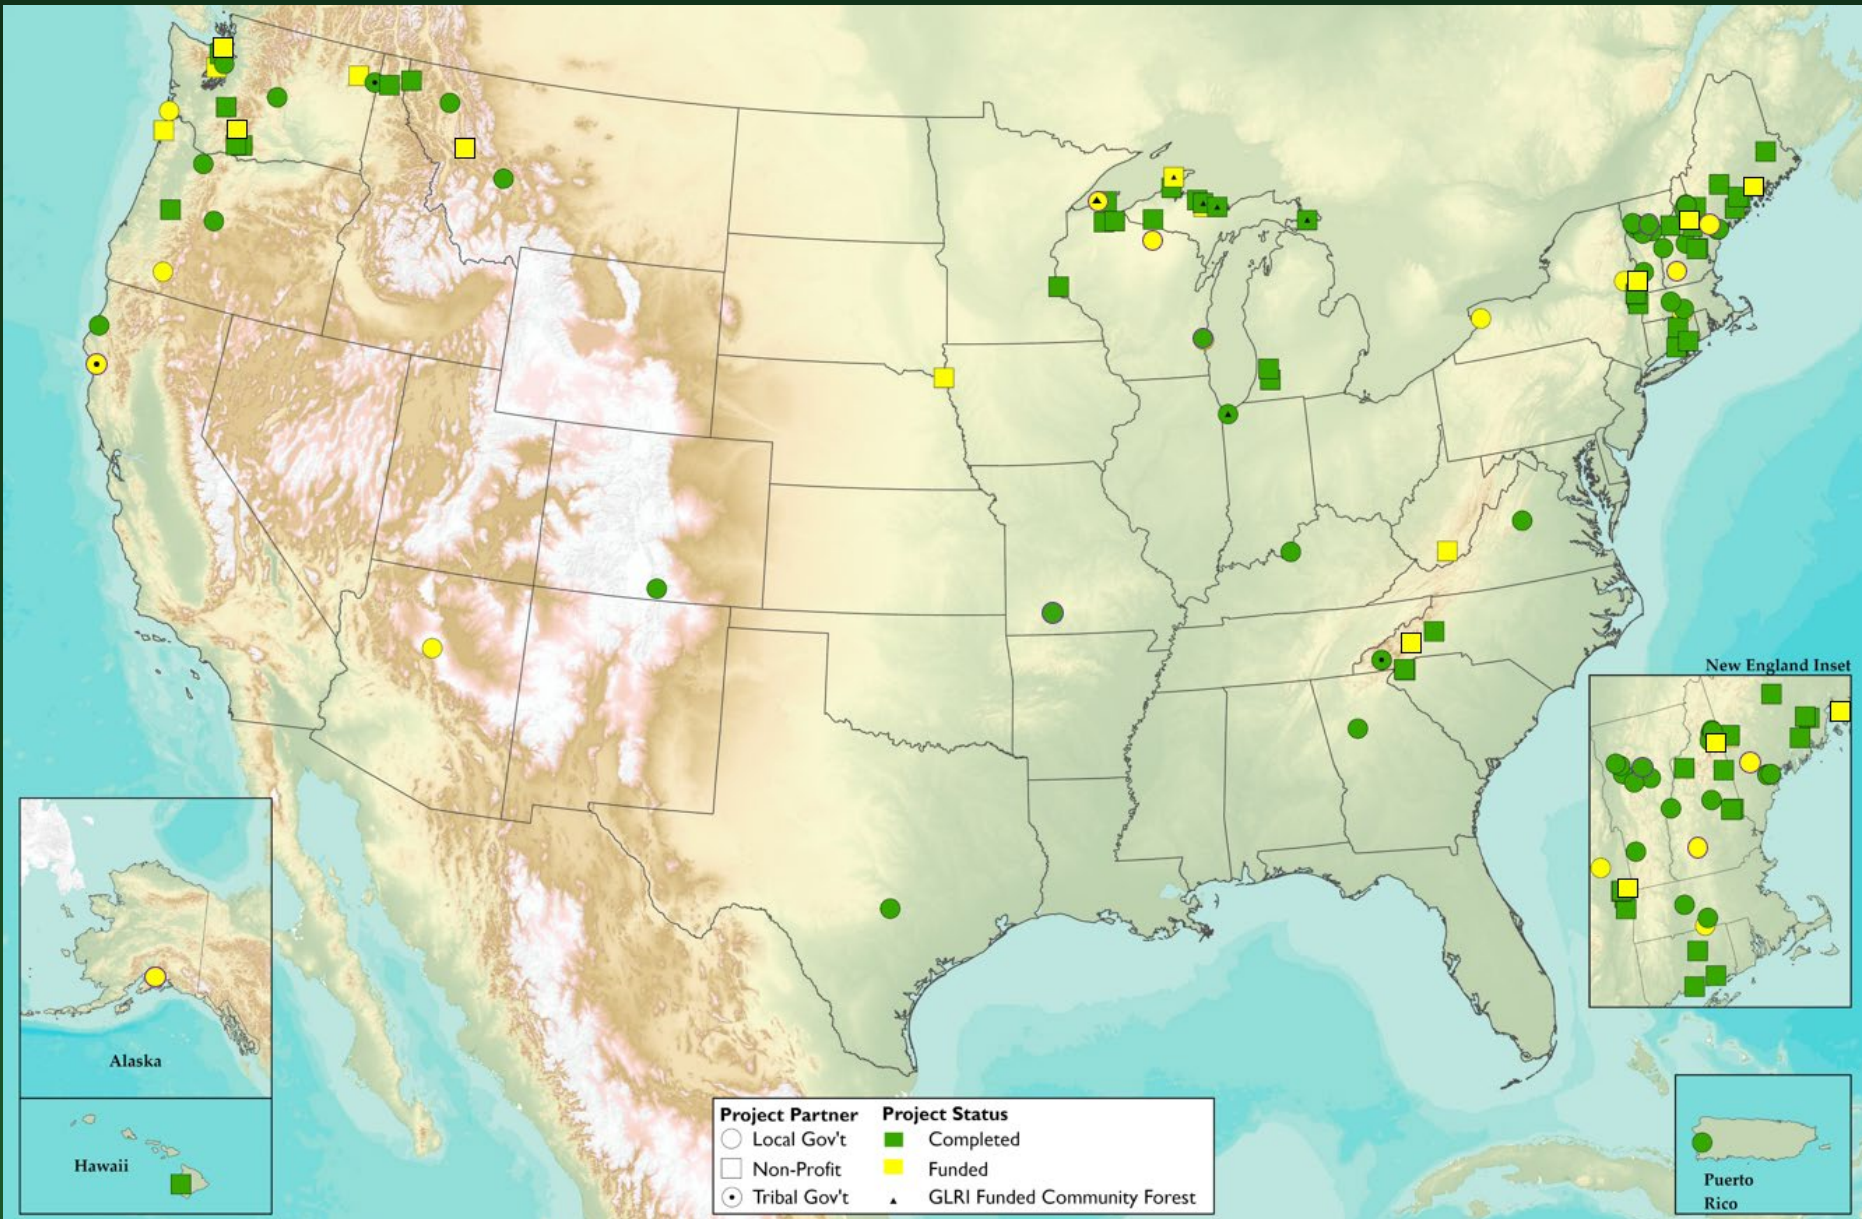 New England Inset
Alaska
Hawaii
Project Partner
Local Gov't
Non-Profit
Tribal Gov't
Project Status
Completed
Funded
GLRI Funded Community Forest
Puerto
Rico